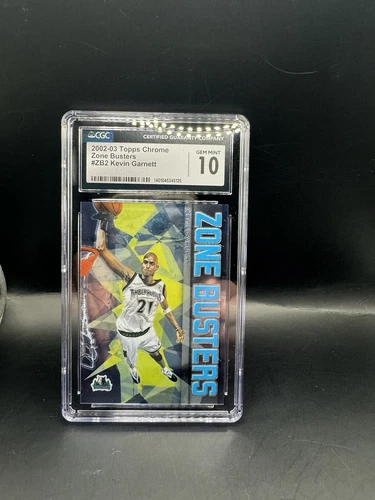 CGC
CERTIFIED GUARANTY COMPANY
2002-03 Topps Chrome
Zone Busters
#ZB2 Kevin Garnett
GEM MINT
10
ZONE BUSTERS
TIMBERWOLVES
21